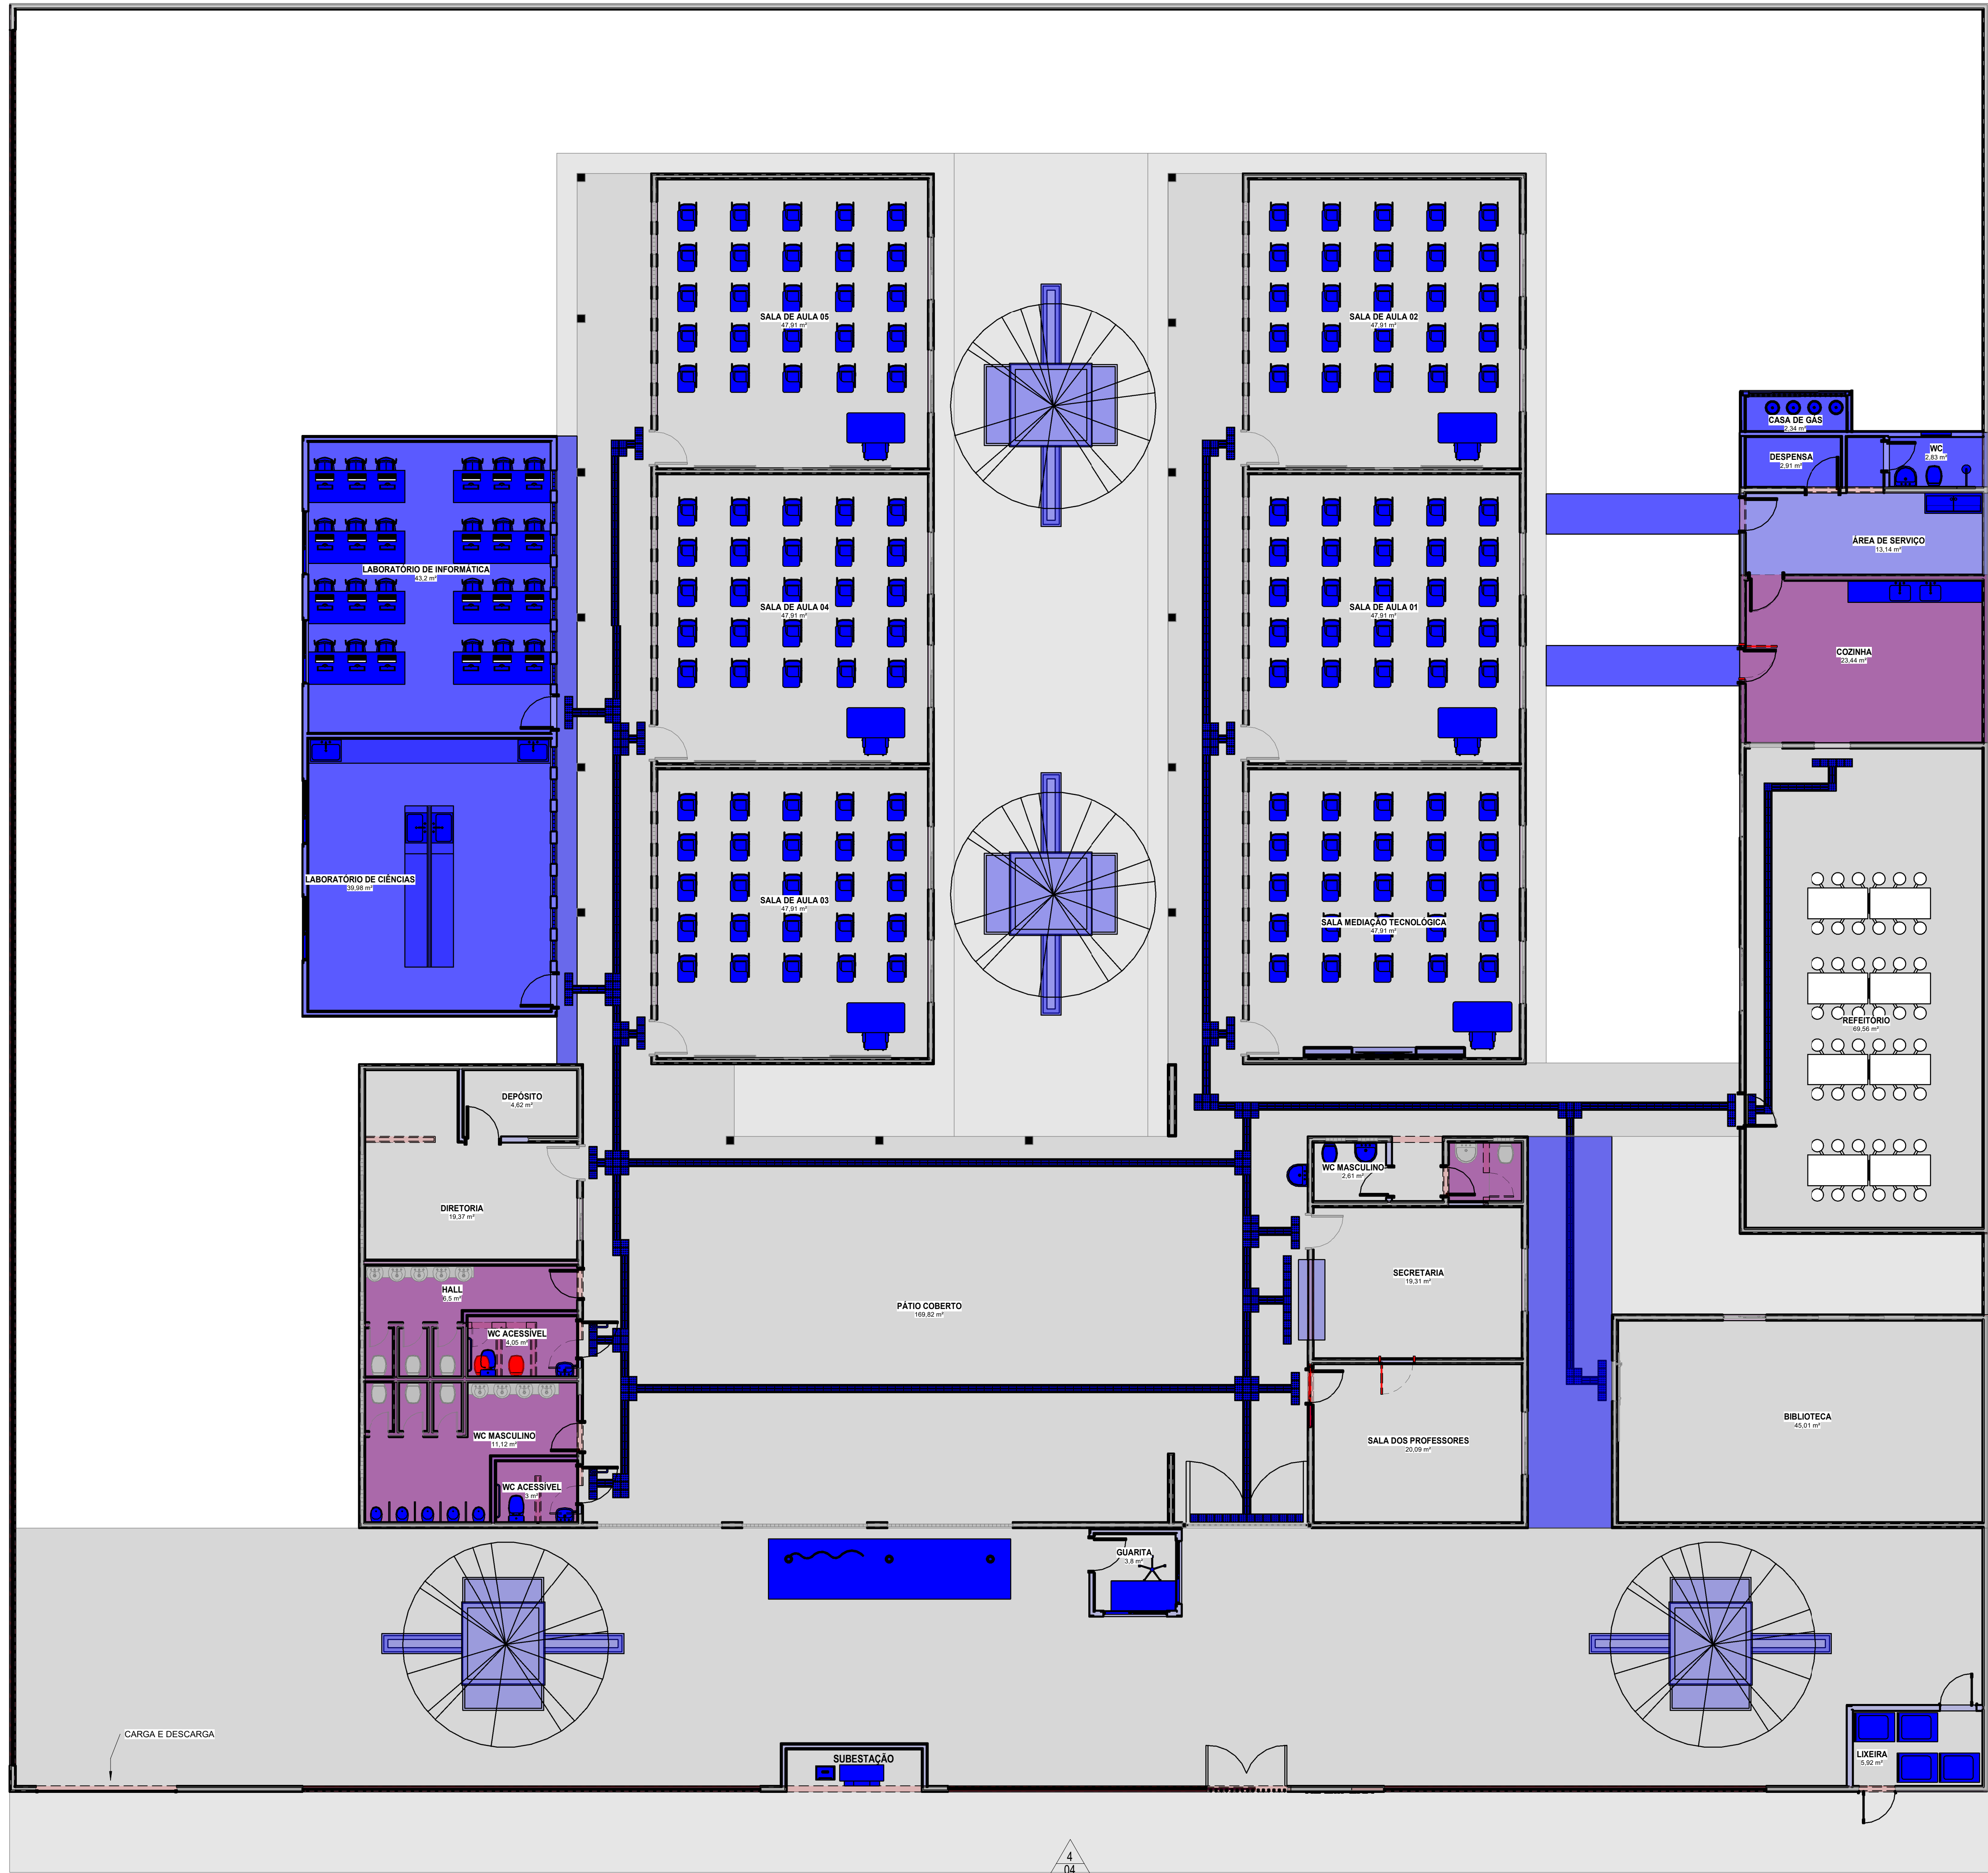 SALA DE AULA 05
47,91 m²
SALA DE AULA 02
47,91 m²
CASA DE GÁS
2,34 m²
DESPENSA
2,91 m²
WC
2,83 m²
ÁREA DE SERVIÇO
13,14 m²
LABORATÓRIO DE INFORMÁTICA
43,2 m²
SALA DE AULA 04
47,91 m²
SALA DE AULA 01
47,91 m²
COZINHA
23,44 m²
LABORATÓRIO DE CIÊNCIAS
39,98 m²
SALA DE AULA 03
47,91 m²
SALA MEDIAÇÃO TECNOLÓGICA
47,91 m²
REFEITÓRIO
69,56 m²
DEPÓSITO
4,62 m²
WC MASCULINO
2,61 m²
DIRETORIA
19,37 m²
SECRETARIA
19,31 m²
HALL
6,5 m²
PÁTIO COBERTO
169,82 m²
WC ACESSÍVEL
4,05 m²
BIBLIOTECA
45,01 m²
WC MASCULINO
11,12 m²
SALA DOS PROFESSORES
20,09 m²
WC ACESSÍVEL
3 m²
GUARITA
3,8 m²
CARGA E DESCARGA
SUBESTAÇÃO
LIXEIRA
5,92 m²
4
04